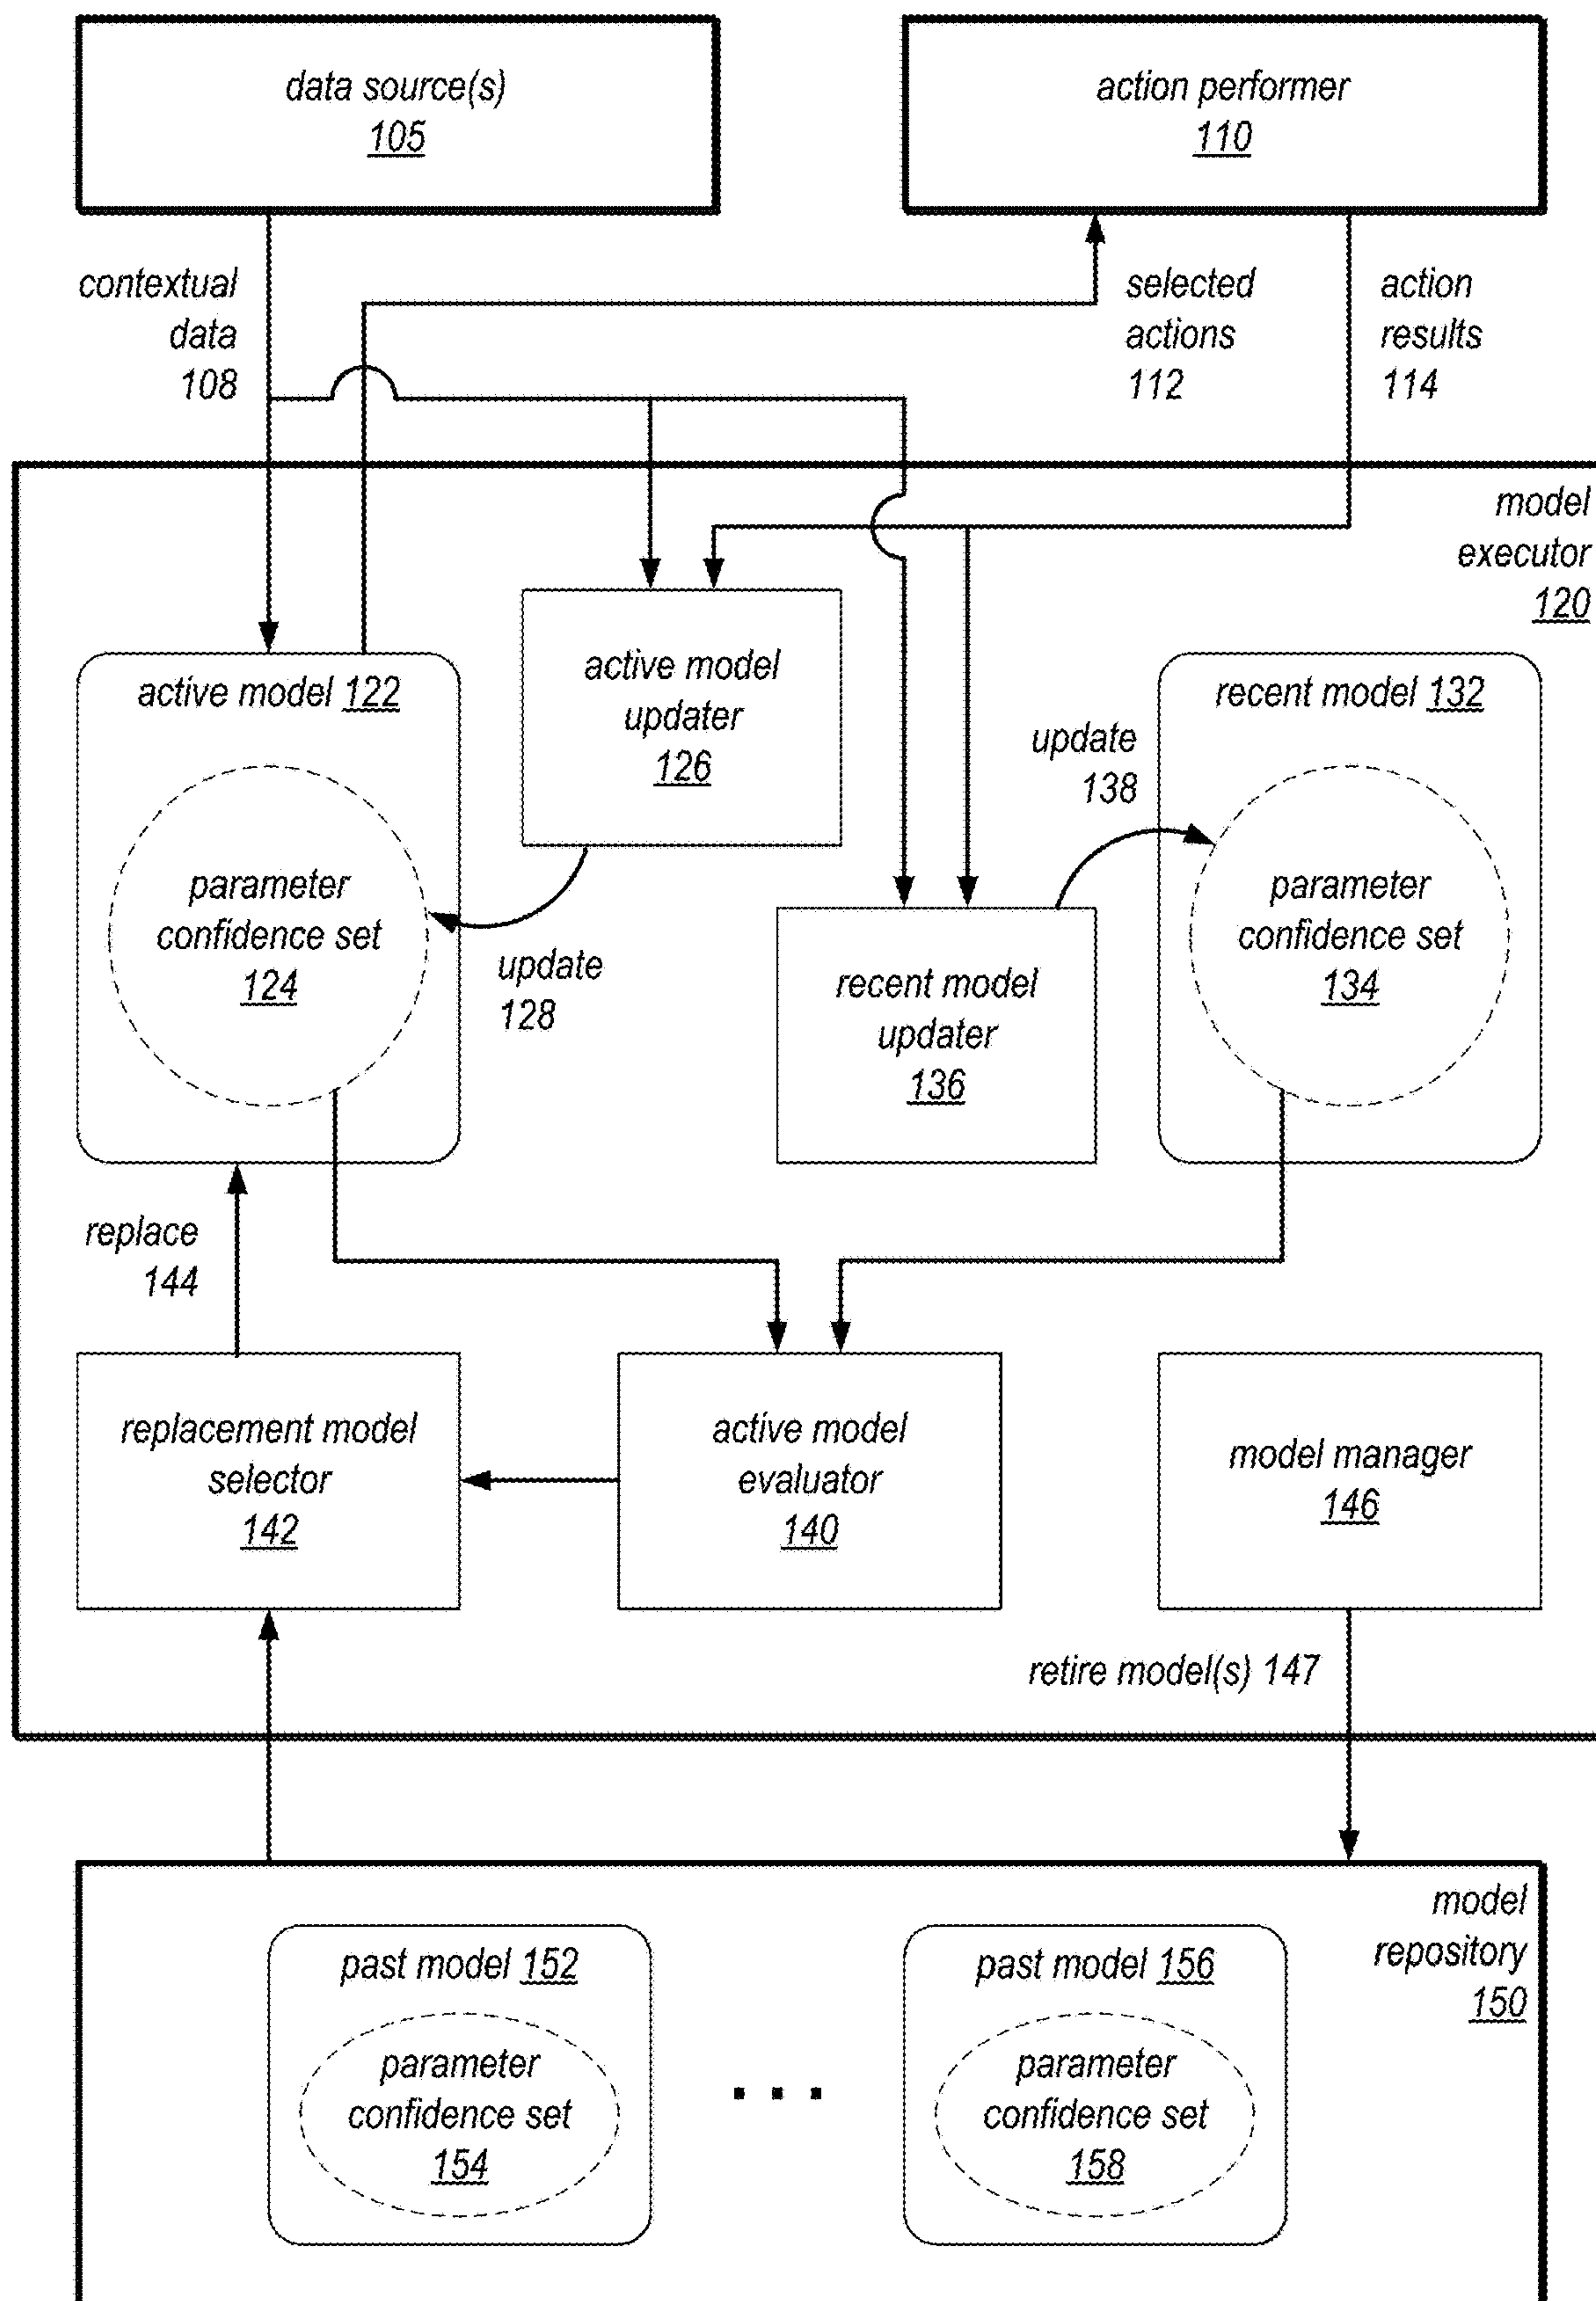 data source(s)
105
action performer
110
contextual
data
108
selected
actions
112
action
results
114
model
executor
120
active model 122
parameter
confidence set
124
active model
updater
126
update
128
recent model 132
parameter
confidence set
134
update
138
recent model
updater
136
replace
144
replacement model
selector
142
active model
evaluator
140
model manager
146
retire model(s) 147
model
repository
150
past model 152
parameter
confidence set
154
past model 156
parameter
confidence set
158